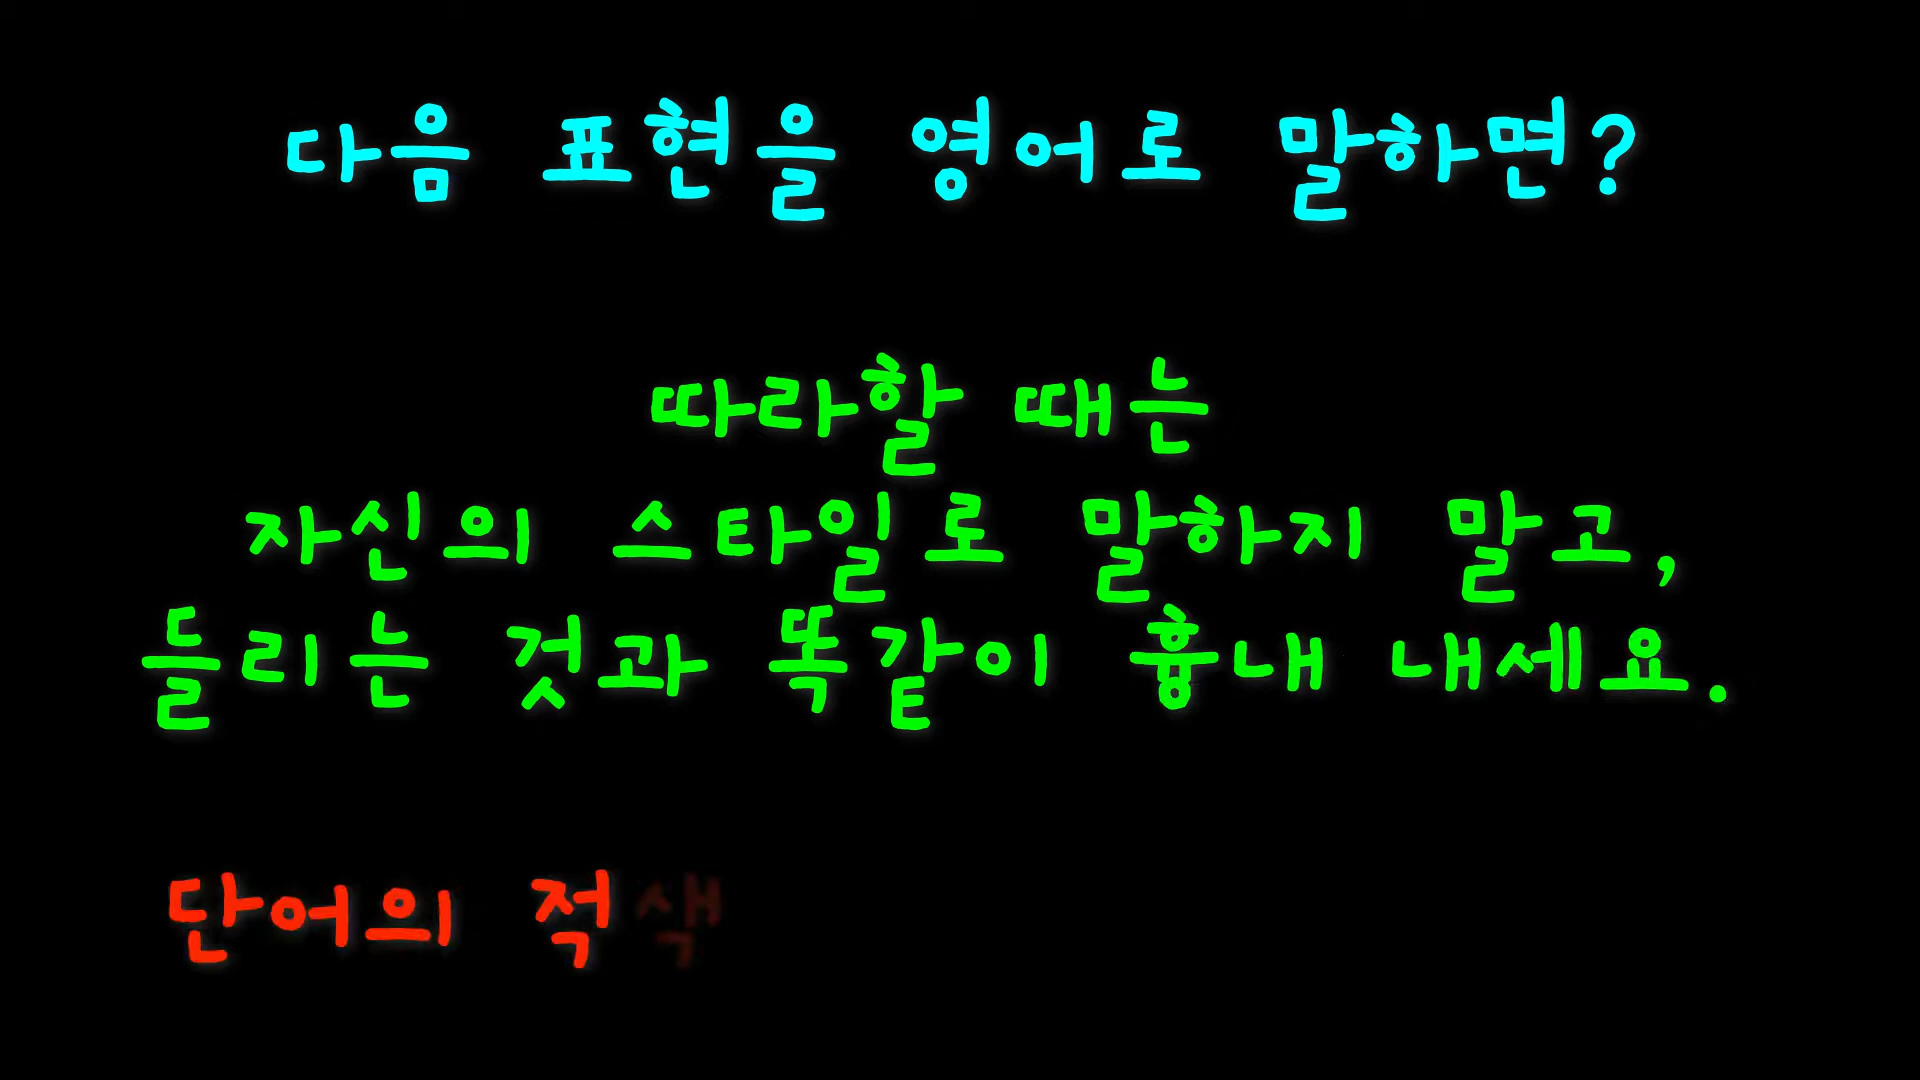 다음 표현을 영어로 말하면?
따라할 때는
자신의 스타일로 말하지 말고,
들리는 것과 똑같이 흉내 내세요.
단어의 적색